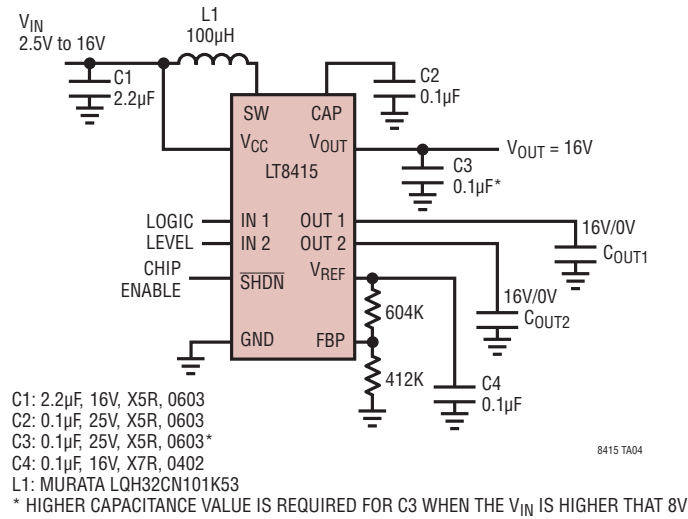 VIN
2.5V to 16V
L1
100µH
C1
2.2µF
C2
0.1µF
SW
CAP
VCC
VOUT
LT8415
VOUT = 16V
C3
0.1µF*
LOGIC
LEVEL
IN 1
IN 2
OUT 1
OUT 2
16V/0V
COUT1
CHIP
ENABLE
SHDN
VREF
16V/0V
COUT2
604K
GND
FBP
412K
C4
0.1µF
C1: 2.2µF, 16V, X5R, 0603
C2: 0.1µF, 25V, X5R, 0603
C3: 0.1µF, 25V, X5R, 0603*
C4: 0.1µF, 16V, X7R, 0402
L1: MURATA LQH32CN101K53
* HIGHER CAPACITANCE VALUE IS REQUIRED FOR C3 WHEN THE VIN IS HIGHER THAT 8V
8415 TA04